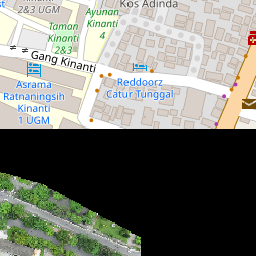 Kos Adinda
2&3 UGM
Ayunan
Kinanti
4
Taman
Kinanti
2&3
Gang Kinanti
Asrama
Ratnaningsih
Kinanti
1 UGM
Reddoorz
Catur Tunggal